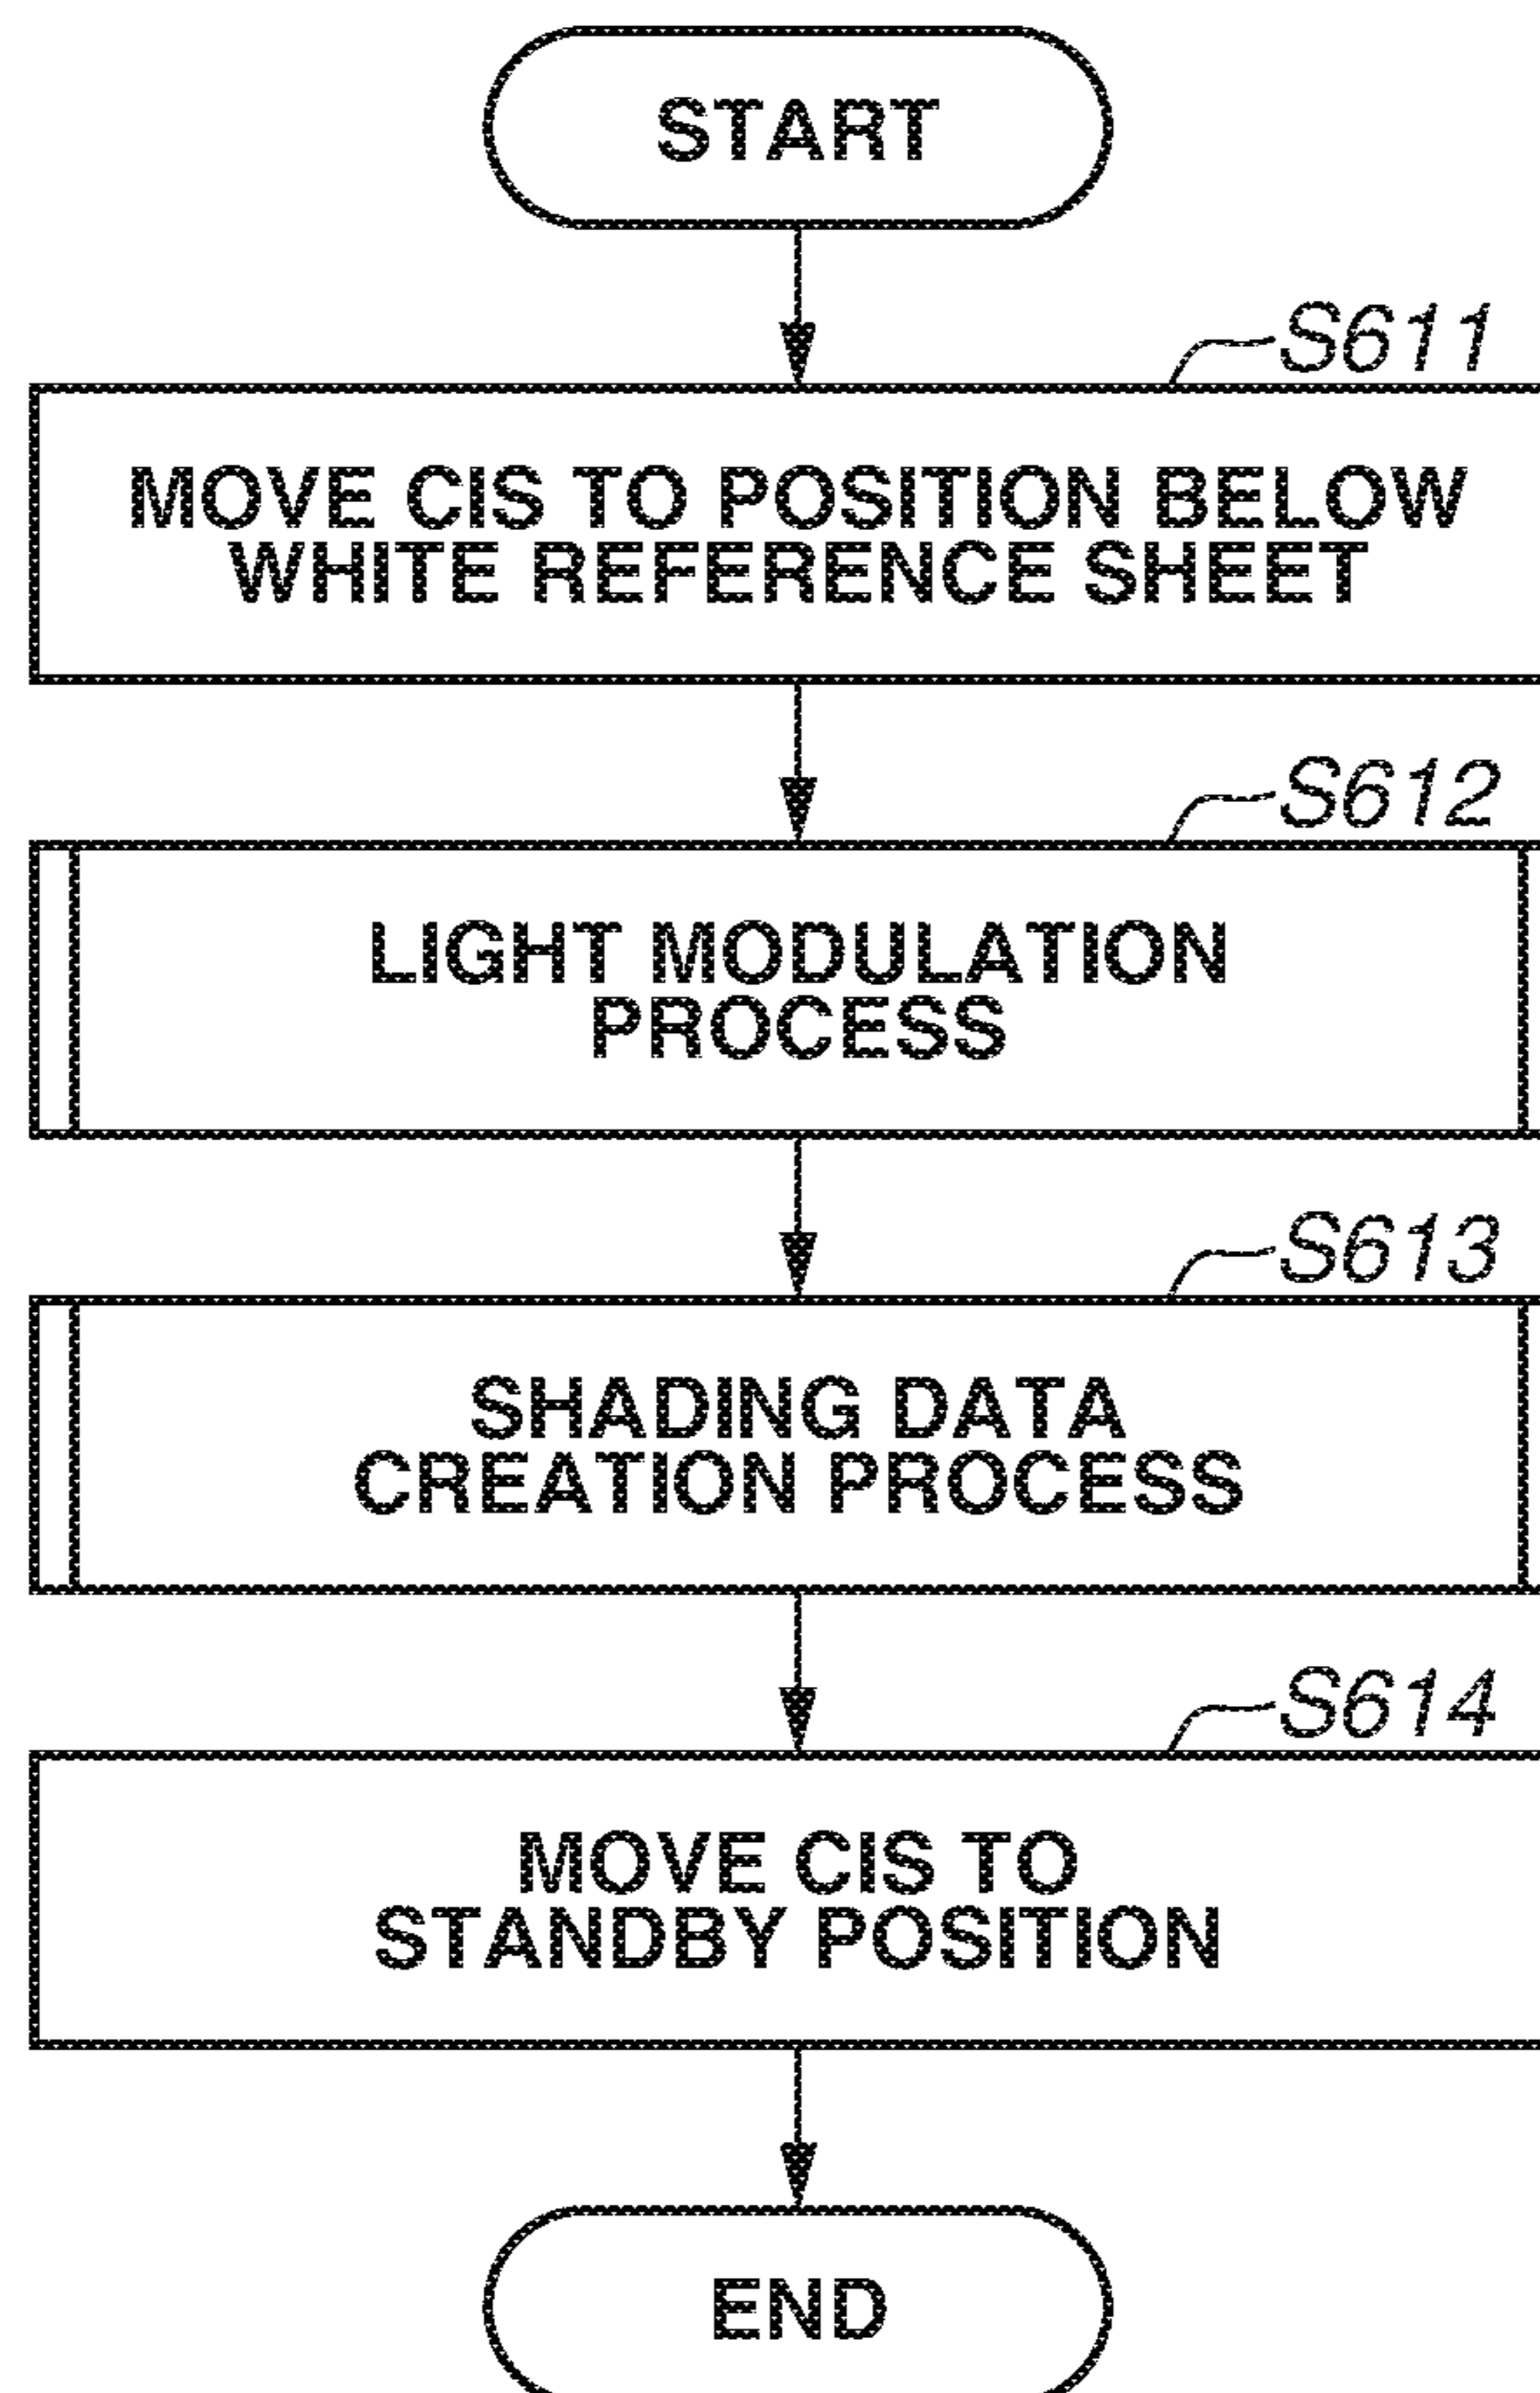 START
S611
MOVE CIS TO POSITION BELOW
WHITE REFERENCE SHEET
S612
LIGHT MODULATION
PROCESS
S613
SHADING DATA
CREATION PROCESS
S614
MOVE CIS TO
STANDBY POSITION
END